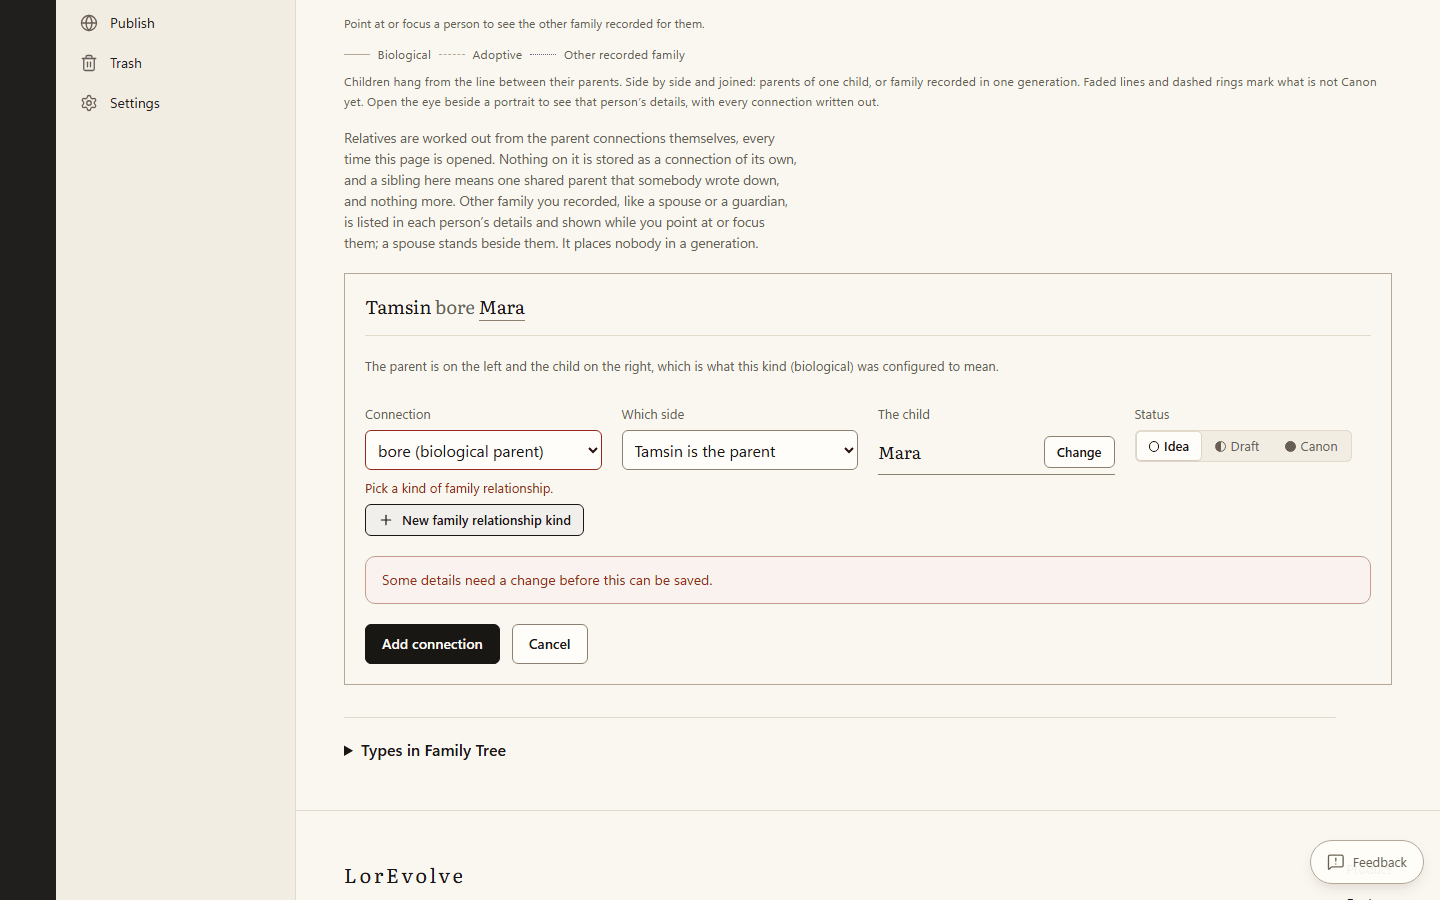 Publish
Trash
Settings
Point at or focus a person to see the other family recorded for them.
Biological Adoptive Other recorded family
Children hang from the line between their parents. Side by side and joined: parents of one child, or family recorded in one generation. Faded lines and dashed rings mark what is not Canon
yet. Open the eye beside a portrait to see that person’s details, with every connection written out.
Relatives are worked out from the parent connections themselves, every
time this page is opened. Nothing on it is stored as a connection of its own,
and a sibling here means one shared parent that somebody wrote down,
and nothing more. Other family you recorded, like a spouse or a guardian,
is listed in each person’s details and shown while you point at or focus
them; a spouse stands beside them. It places nobody in a generation.
Tamsin bore Mara
The parent is on the left and the child on the right, which is what this kind (biological) was configured to mean.
Connection Which side The child Status
bore (biological parent) Tamsin is the parent Mara Change Idea Draft Canon
Pick a kind of family relationship.
New family relationship kind
Some details need a change before this can be saved.
Add connection Cancel
Types in Family Tree
LorEvolve
Feedback